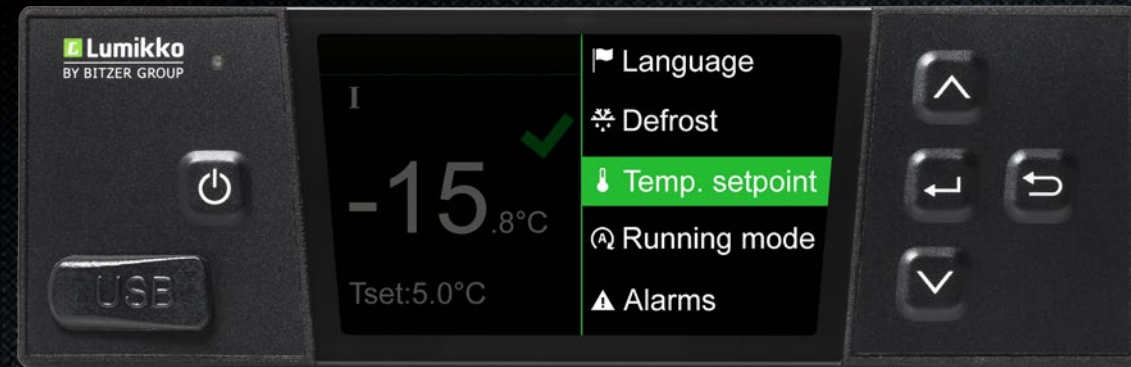 Lumikko
BY BITZER GROUP
USB
I
-15.8°C
Tset:5.0°C
Language
Defrost
Temp. setpoint
Running mode
Alarms